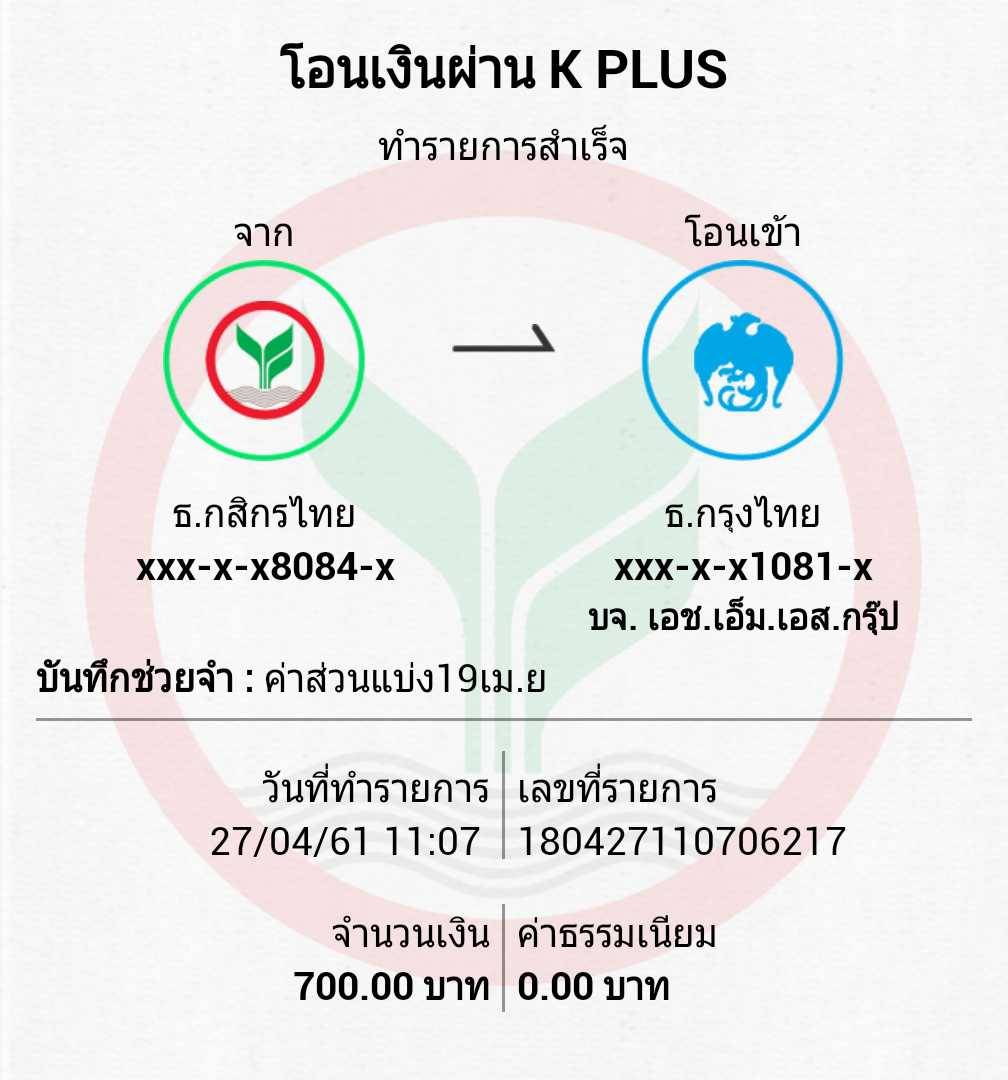 โอนเงินผ่าน K PLUS
ทำรายการสำเร็จ
จาก
โอนเข้า
ธ.กสิกรไทย
xxx-x-x8084-x
ธ.กรุงไทย
xxx-x-x1081-x
บจ. เอช.เอ็ม.เอส.กรุ๊ป
บันทึกช่วยจำ : ค่าส่วนแบ่ง19เม.ย
วันที่ทำรายการ
27/04/61 11:07
เลขที่รายการ
180427110706217
จำนวนเงิน
700.00 บาท
ค่าธรรมเนียม
0.00 บาท